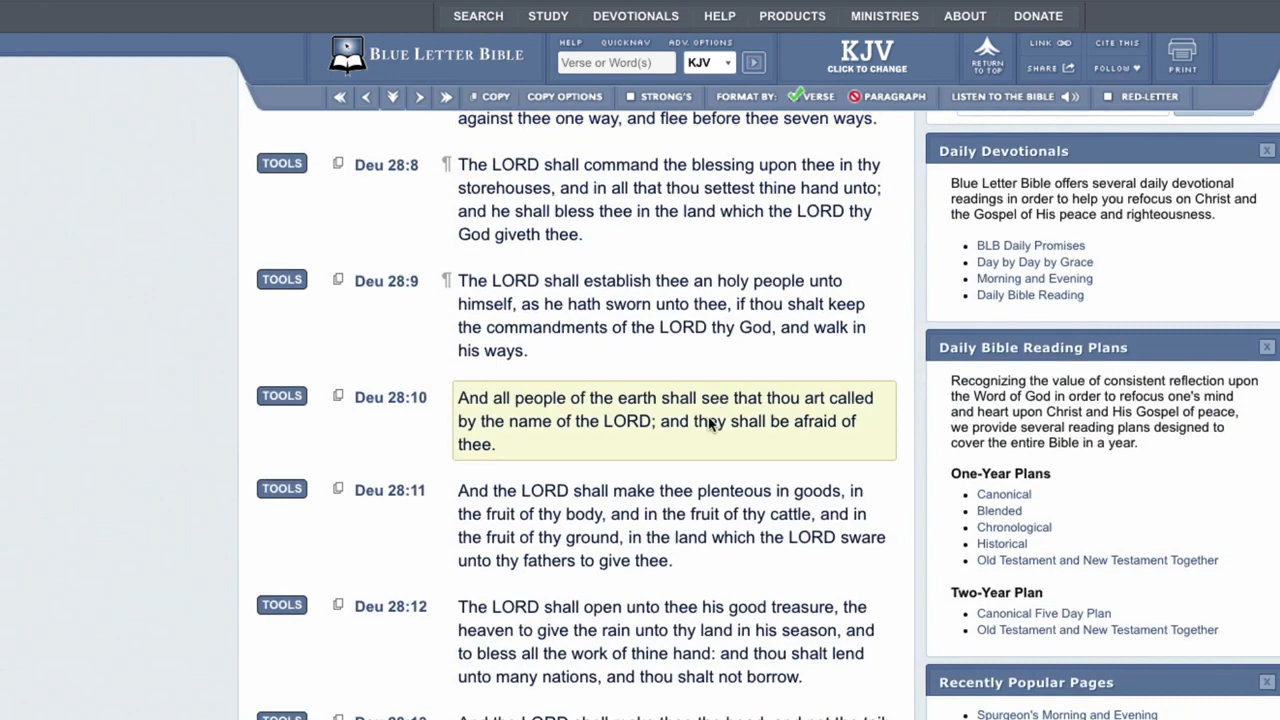 SEARCH STUDY DEVOTIONALS HELP PRODUCTS MINISTRIES ABOUT DONATE
BLUE LETTER BIBLE
HELP QUICKNAV ADV. OPTIONS
Verse or Word(s) KJV
KJV
CLICK TO CHANGE
RETURN
TO TOP
LINK CITE THIS
SHARE FOLLOW
PRINT
COPY COPY OPTIONS STRONG'S FORMAT BY: VERSE PARAGRAPH LISTEN TO THE BIBLE RED-LETTER
against thee one way, and flee before thee seven ways.
TOOLS Deu 28:8 ¶ The LORD shall command the blessing upon thee in thy
storehouses, and in all that thou settest thine hand unto;
and he shall bless thee in the land which the LORD thy
God giveth thee.
TOOLS Deu 28:9 ¶ The LORD shall establish thee an holy people unto
himself, as he hath sworn unto thee, if thou shalt keep
the commandments of the LORD thy God, and walk in
his ways.
TOOLS Deu 28:10 And all people of the earth shall see that thou art called
by the name of the LORD; and they shall be afraid of
thee.
TOOLS Deu 28:11 And the LORD shall make thee plenteous in goods, in
the fruit of thy body, and in the fruit of thy cattle, and in
the fruit of thy ground, in the land which the LORD sware
unto thy fathers to give thee.
TOOLS Deu 28:12 The LORD shall open unto thee his good treasure, the
heaven to give the rain unto thy land in his season, and
to bless all the work of thine hand: and thou shalt lend
unto many nations, and thou shalt not borrow.
Daily Devotionals
Blue Letter Bible offers several daily devotional
readings in order to help you refocus on Christ and
the Gospel of His peace and righteousness.
BLB Daily Promises
Day by Day by Grace
Morning and Evening
Daily Bible Reading
Daily Bible Reading Plans
Recognizing the value of consistent reflection upon
the Word of God in order to refocus one's mind
and heart upon Christ and His Gospel of peace,
we provide several reading plans designed to
cover the entire Bible in a year.
One-Year Plans
Canonical
Blended
Chronological
Historical
Old Testament and New Testament Together
Two-Year Plan
Canonical Five Day Plan
Old Testament and New Testament Together
Recently Popular Pages
Spurgeon's Morning and Evening